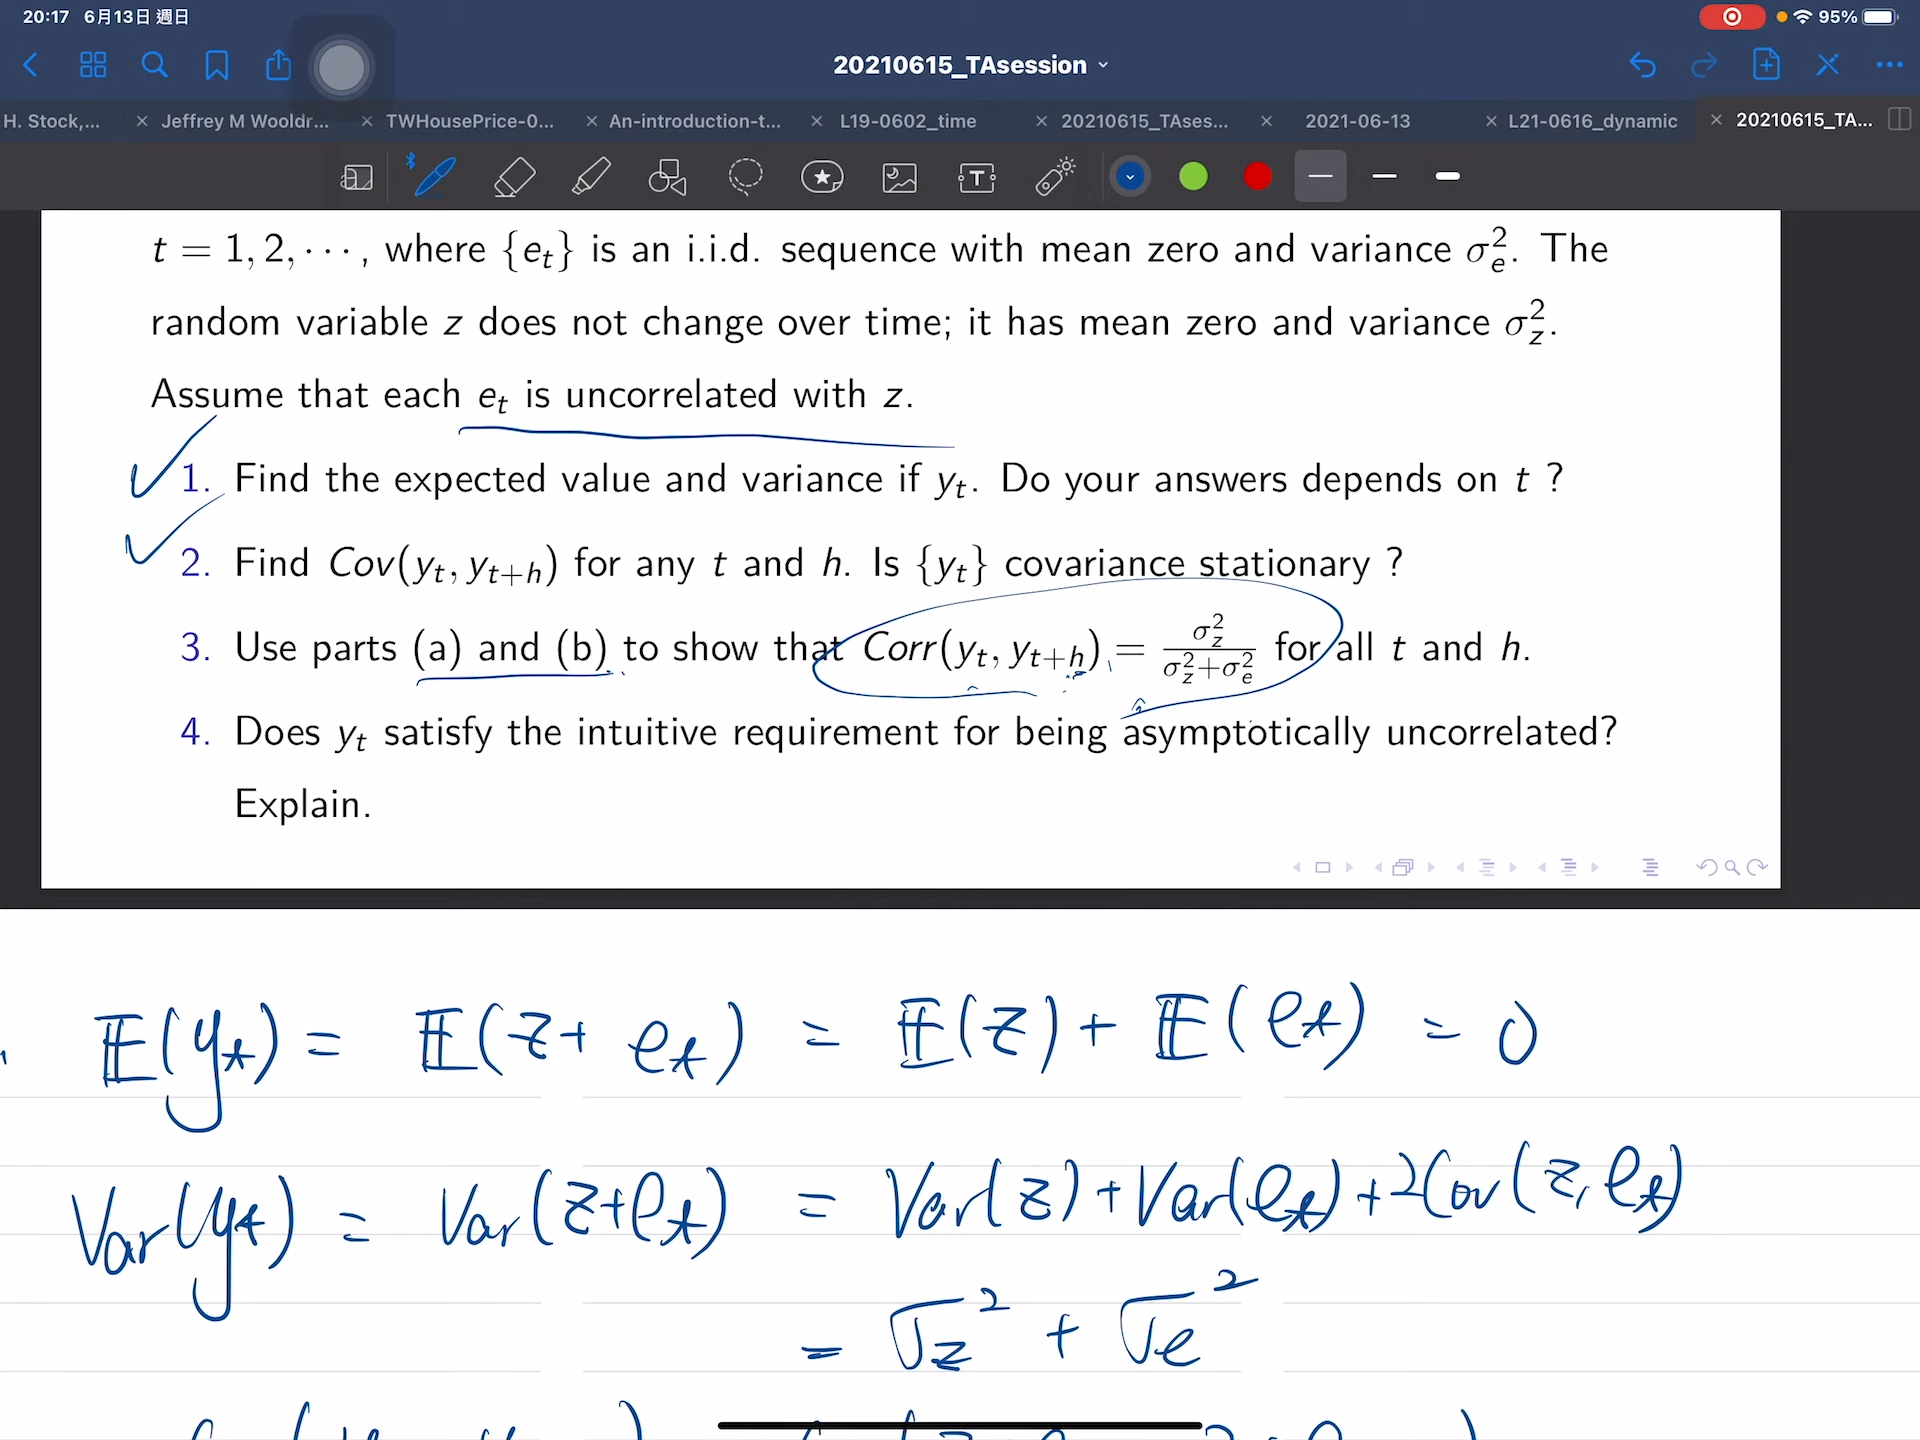 20:17 6月13日 週日
95%
20210615_TAsession
H. Stock,... × Jeffrey M Wooldr... × TWHousePrice-0... × An-introduction-t... × L19-0602_time × 20210615_TAses... × 2021-06-13 × L21-0616_dynamic × 20210615_TA...
t = 1, 2, ⋯, where {e_t} is an i.i.d. sequence with mean zero and variance σ_e^2. The
random variable z does not change over time; it has mean zero and variance σ_z^2.
Assume that each e_t is uncorrelated with z.
1. Find the expected value and variance if y_t. Do your answers depends on t ?
2. Find Cov(y_t, y_{t+h}) for any t and h. Is {y_t} covariance stationary ?
3. Use parts (a) and (b) to show that Corr(y_t, y_{t+h}) = σ_z^2/(σ_z^2+σ_e^2) for all t and h.
4. Does y_t satisfy the intuitive requirement for being asymptotically uncorrelated?
Explain.
𝔼(y_t) = 𝔼(z + e_t) = 𝔼(z) + 𝔼(e_t) = 0
Var(y_t) = Var(z+e_t) = Var(z) + Var(e_t) + 2Cov(z, e_t)
= σ_z^2 + σ_e^2